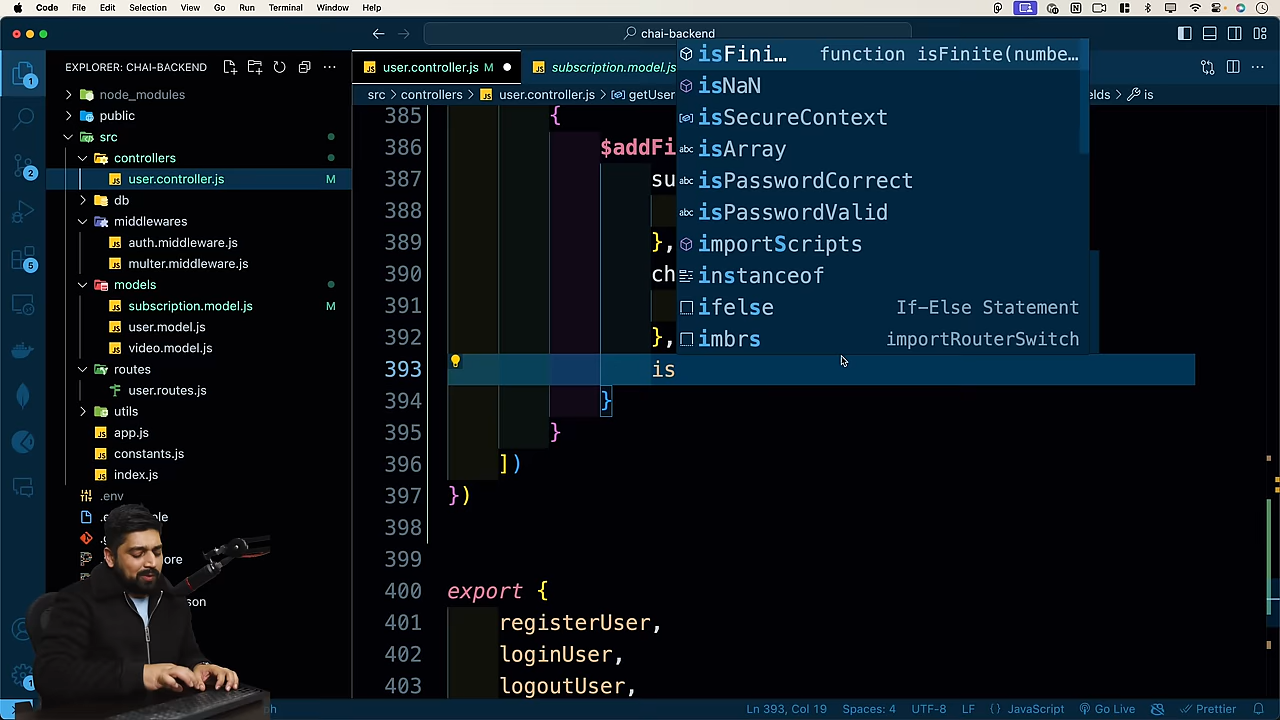 Code File Edit Selection View Go Run Terminal Window Help
chai-backend
EXPLORER: CHAI-BACKEND
user.controller.js M
subscription.model.js
src > controllers > user.controller.js > getUser
elds > is
node_modules
public
src
controllers
user.controller.js M
db
middlewares
auth.middleware.js
multer.middleware.js
models
subscription.model.js M
user.model.js
video.model.js
routes
user.routes.js
utils
app.js
constants.js
index.js
.env
1
2
5
1
isFini... function isFinite(numbe...
isNaN
isSecureContext
isArray
isPasswordCorrect
isPasswordValid
importScripts
instanceof
ifelse If-Else Statement
imbrs importRouterSwitch
385 {
386 $addFi
387 su
388
389 },
390 ch
391
392 },
393 is
394 }
395 }
396 ])
397 })
398
399
400 export {
401 registerUser,
402 loginUser,
403 logoutUser,
Ln 393, Col 19 Spaces: 4 UTF-8 LF {} JavaScript Go Live Prettier